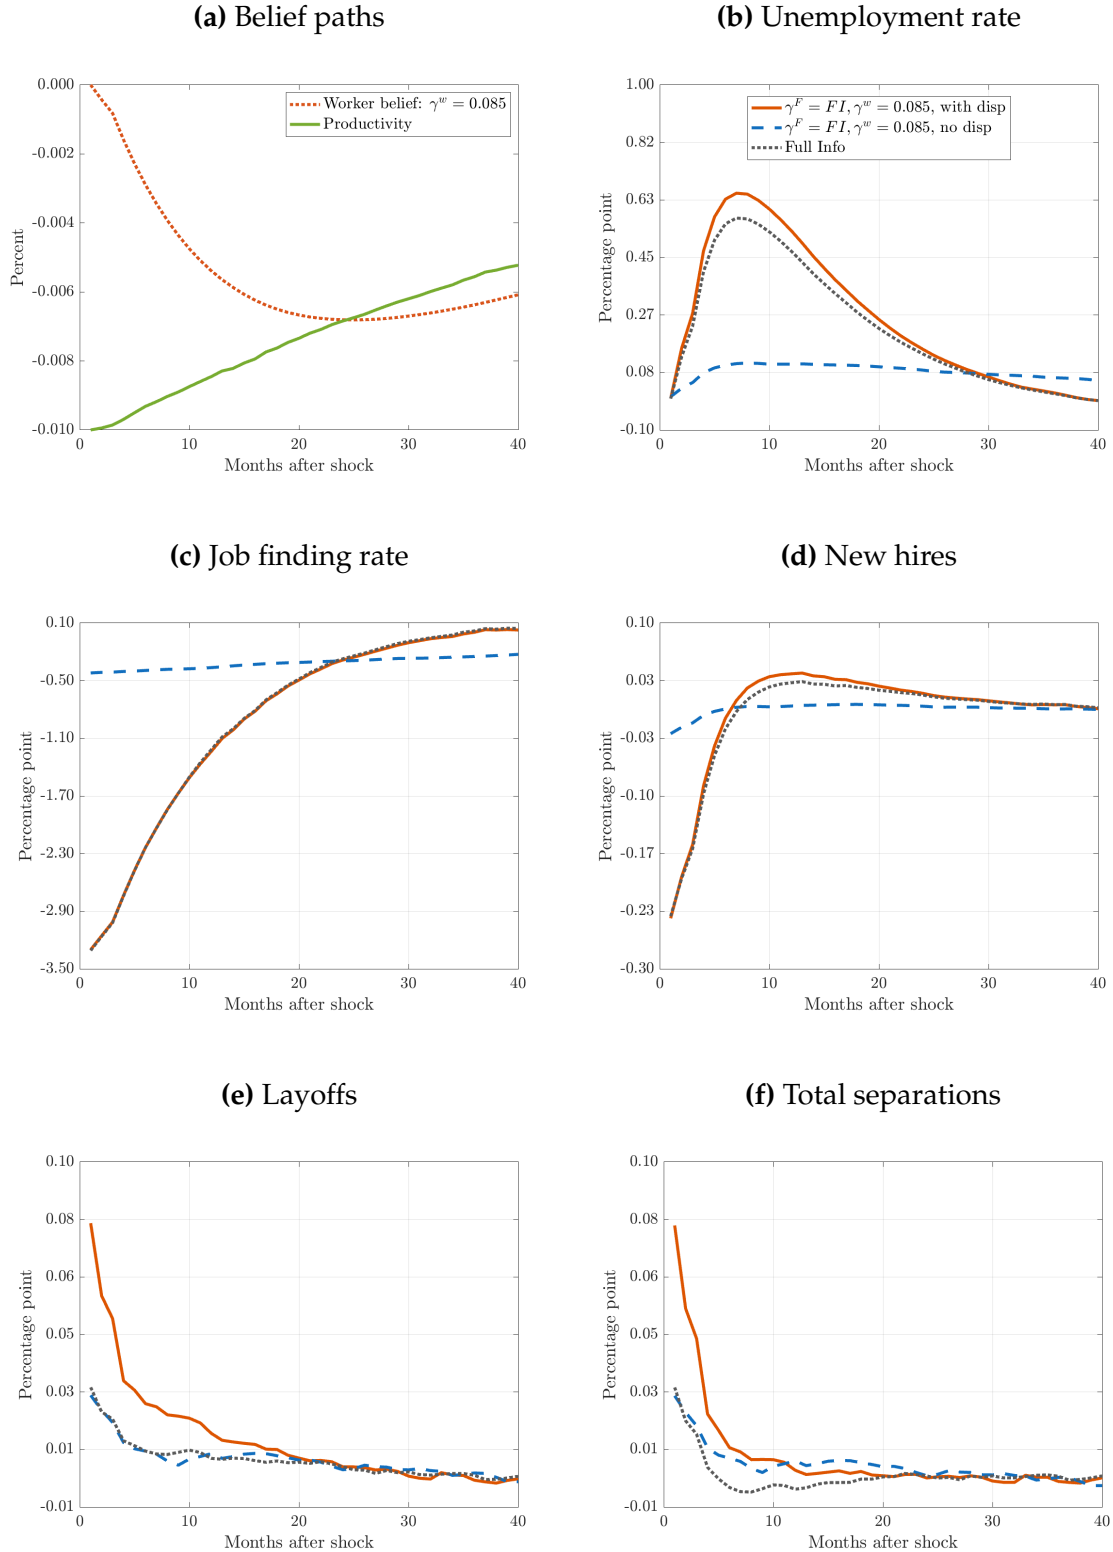 (a) Belief paths
0.000
-0.002
-0.004
-0.006
-0.008
-0.010
Percent
Worker belief: γ^w = 0.085
Productivity
0 10 20 30 40
Months after shock
(b) Unemployment rate
1.00
0.82
0.63
0.45
0.27
0.08
-0.10
Percentage point
γ^F = FI, γ^w = 0.085, with disp
γ^F = FI, γ^w = 0.085, no disp
Full Info
0 10 20 30 40
Months after shock
(c) Job finding rate
0.10
-0.50
-1.10
-1.70
-2.30
-2.90
-3.50
Percentage point
0 10 20 30 40
Months after shock
(d) New hires
0.10
0.03
-0.03
-0.10
-0.17
-0.23
-0.30
Percentage point
0 10 20 30 40
Months after shock
(e) Layoffs
0.10
0.08
0.06
0.05
0.03
0.01
-0.01
Percentage point
0 10 20 30 40
Months after shock
(f) Total separations
0.10
0.08
0.06
0.05
0.03
0.01
-0.01
Percentage point
0 10 20 30 40
Months after shock